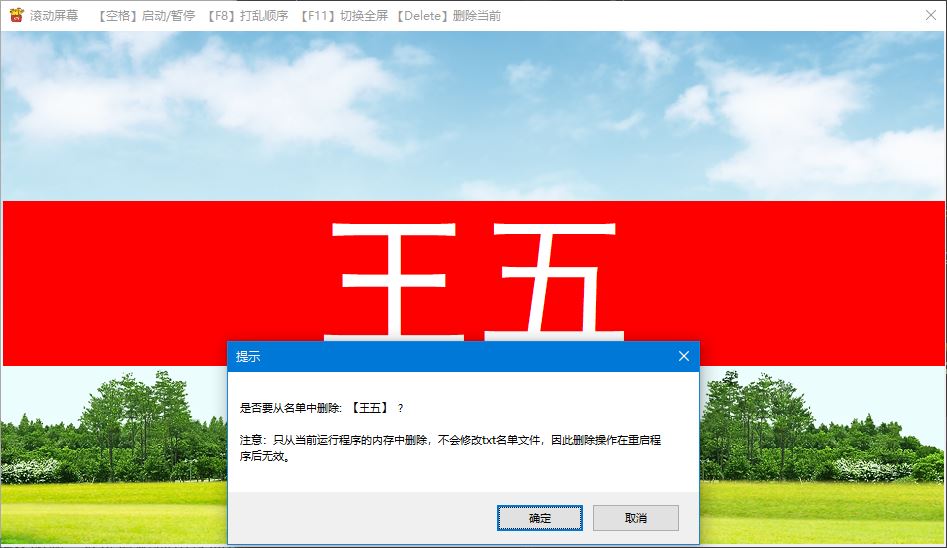 滚动屏幕 【空格】启动/暂停 【F8】打乱顺序 【F11】切换全屏 【Delete】删除当前
王五
提示
是否要从名单中删除: 【王五】 ?
注意: 只从当前运行程序的内存中删除，不会修改txt名单文件，因此删除操作在重启程
序后无效。
确定 取消